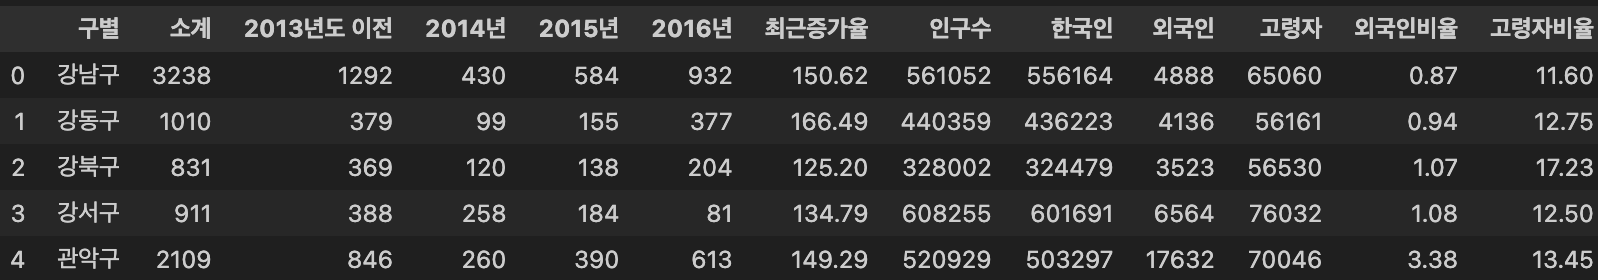 구별 소계 2013년도 이전 2014년 2015년 2016년 최근증가율 인구수 한국인 외국인 고령자 외국인비율 고령자비율
0 강남구 3238 1292 430 584 932 150.62 561052 556164 4888 65060 0.87 11.60
1 강동구 1010 379 99 155 377 166.49 440359 436223 4136 56161 0.94 12.75
2 강북구 831 369 120 138 204 125.20 328002 324479 3523 56530 1.07 17.23
3 강서구 911 388 258 184 81 134.79 608255 601691 6564 76032 1.08 12.50
4 관악구 2109 846 260 390 613 149.29 520929 503297 17632 70046 3.38 13.45